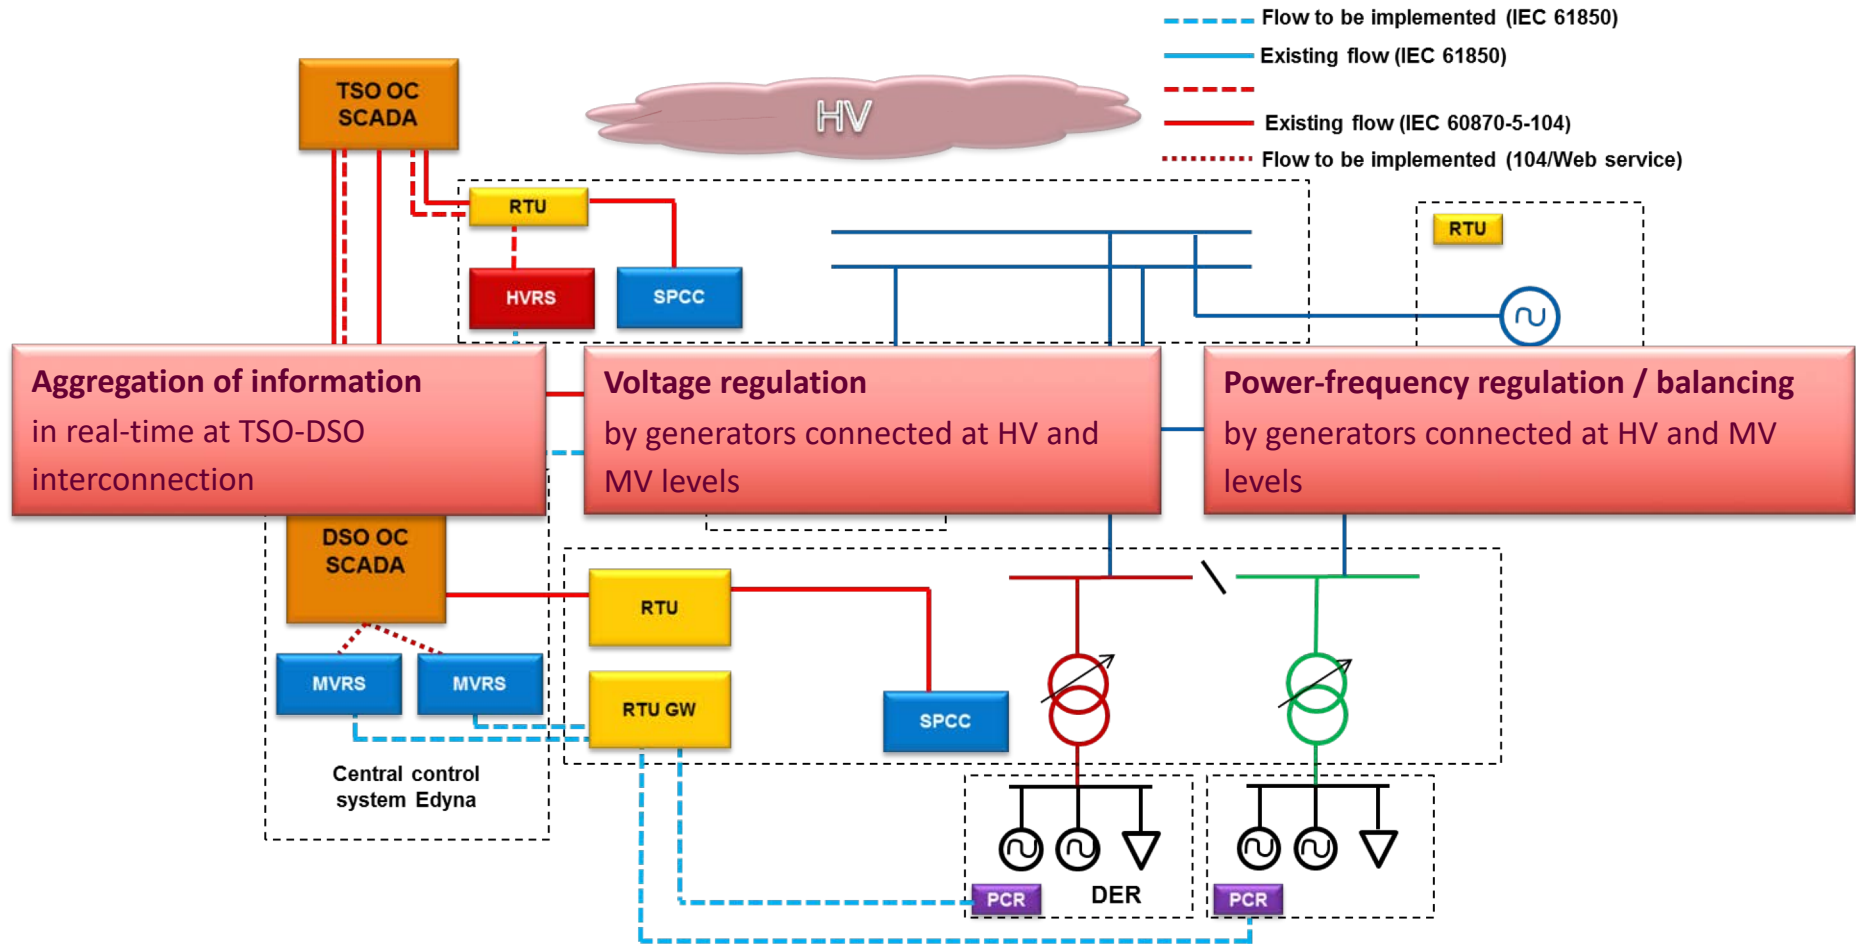 Flow to be implemented (IEC 61850)
Existing flow (IEC 61850)
Existing flow (IEC 60870-5-104)
Flow to be implemented (104/Web service)
TSO OC
SCADA
HV
RTU
RTU
HVRS
SPCC
Aggregation of information
in real-time at TSO-DSO
interconnection
Voltage regulation
by generators connected at HV and
MV levels
Power-frequency regulation / balancing
by generators connected at HV and MV
levels
DSO OC
SCADA
RTU
MVRS
MVRS
RTU GW
SPCC
Central control
system Edyna
PCR
DER
PCR